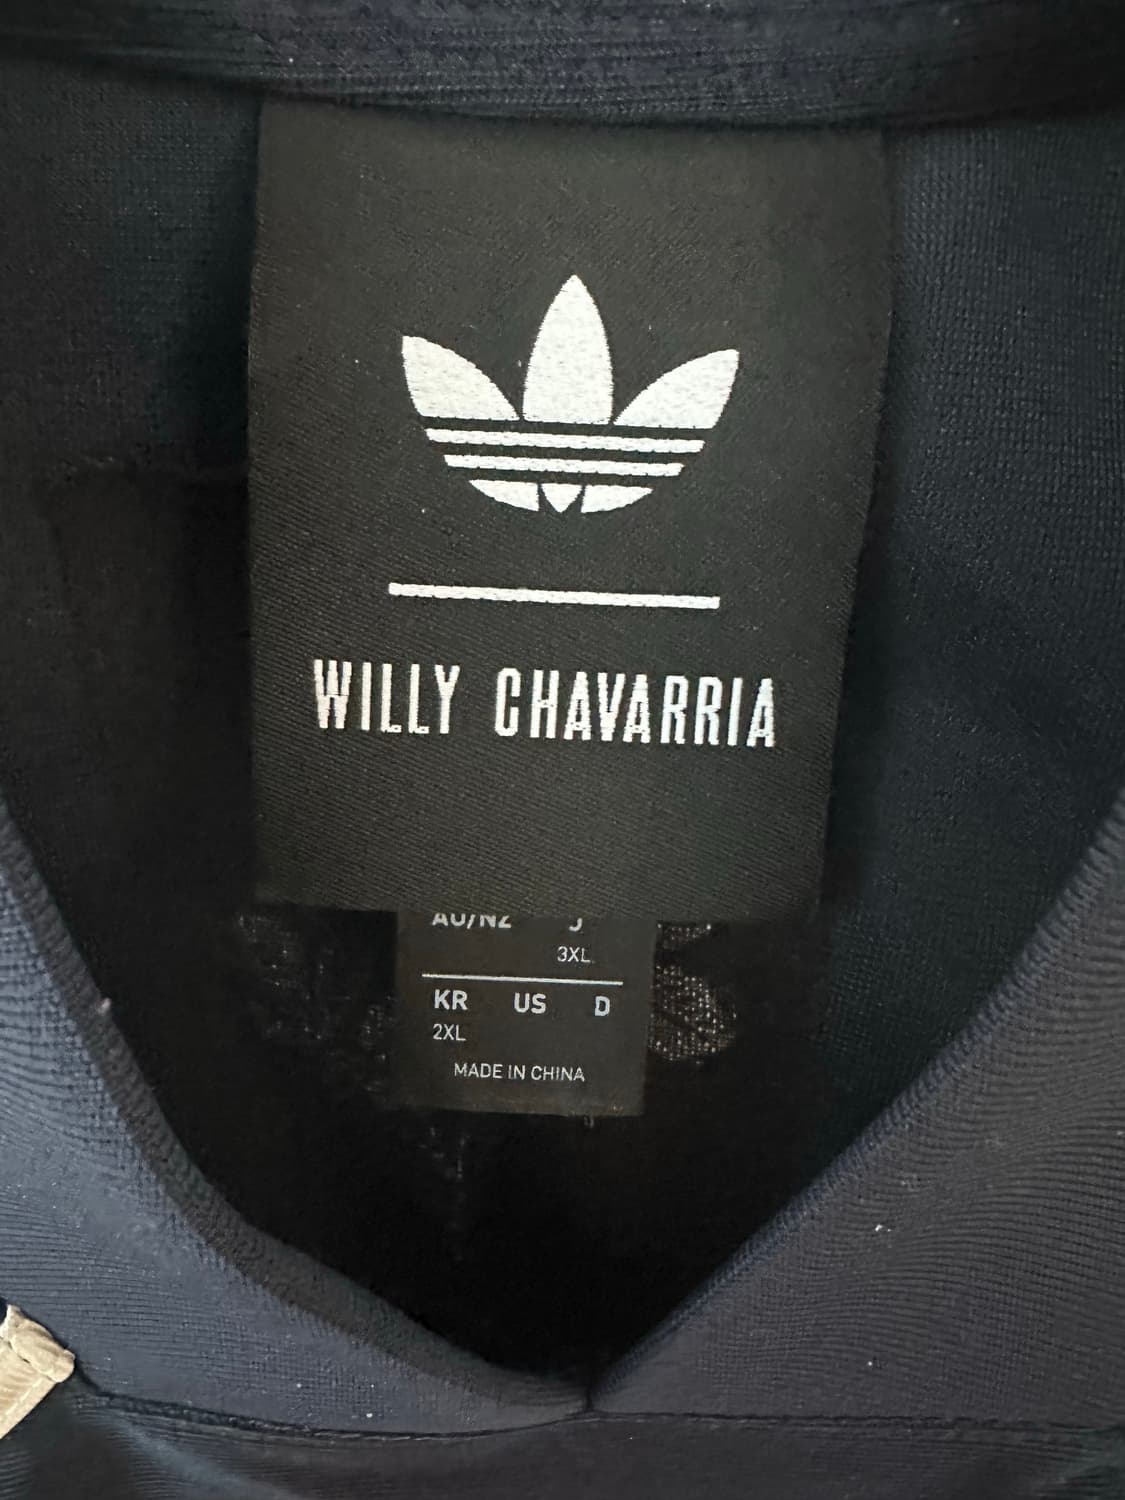 WILLY CHAVARRIA
AU/NZ J
3XL
KR US D
2XL
MADE IN CHINA